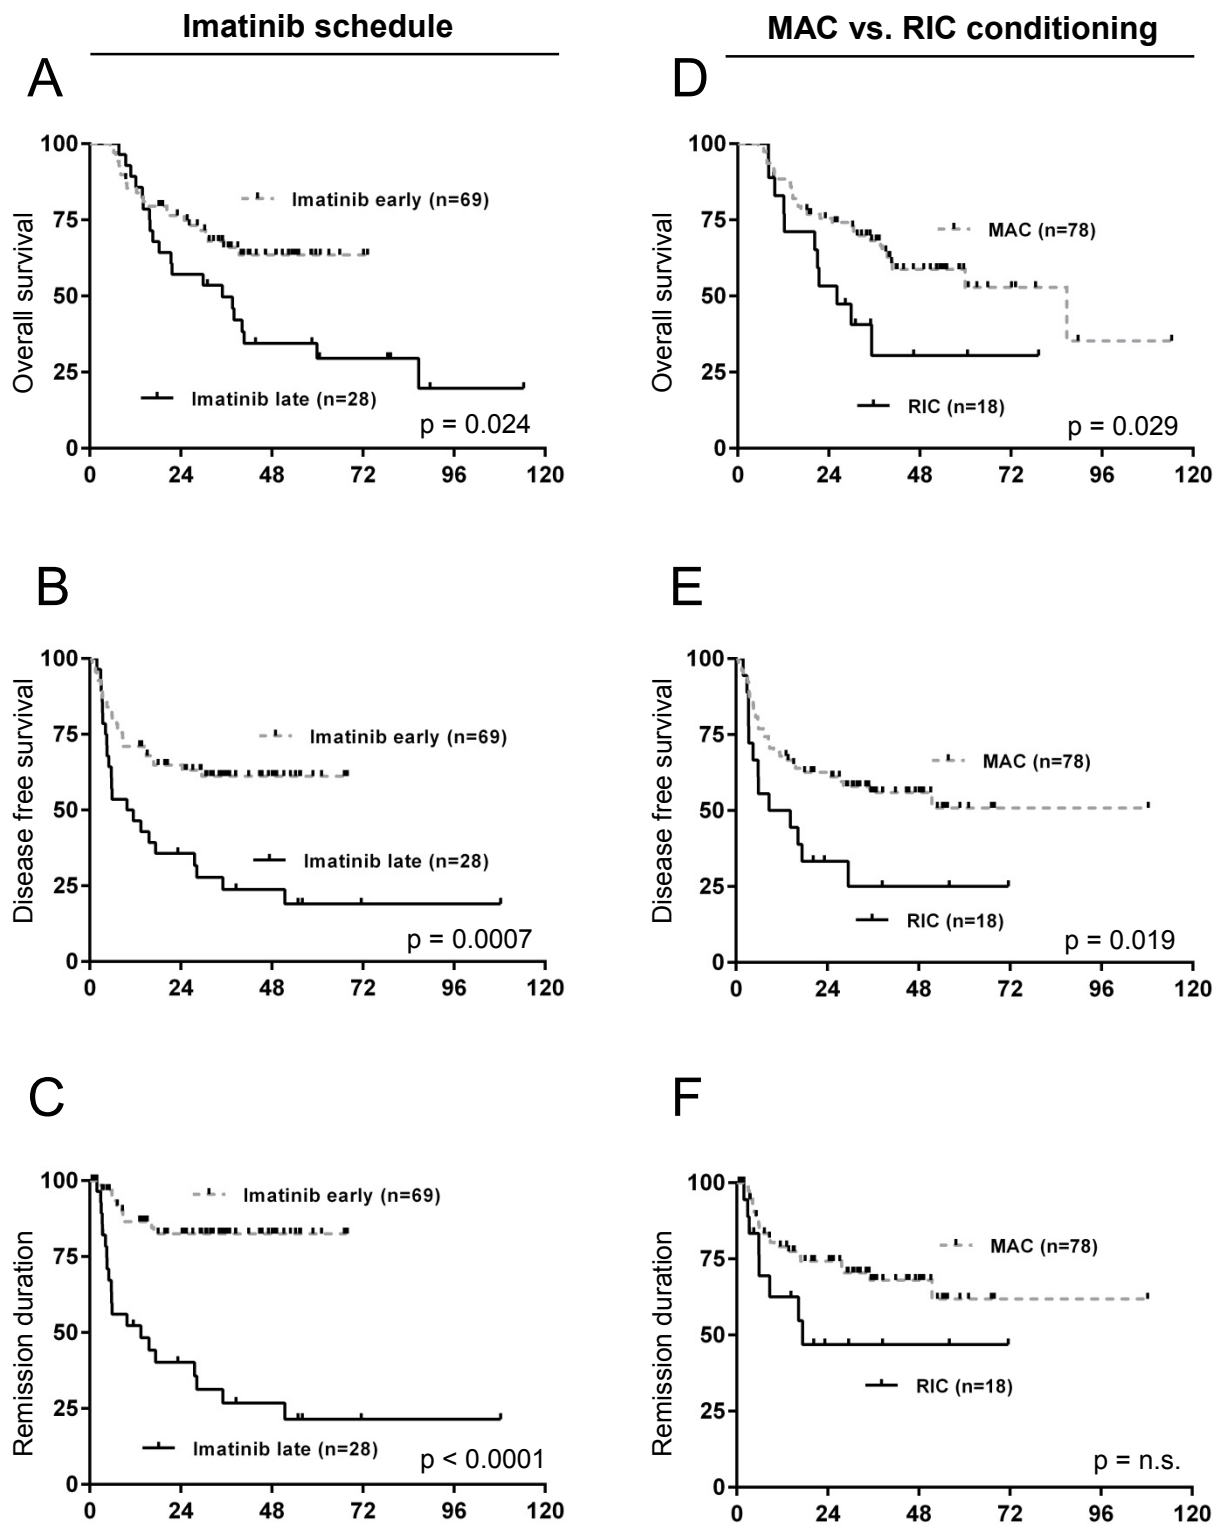 Imatinib schedule
A
Overall survival
100
75
50
25
0
0 24 48 72 96 120
Imatinib early (n=69)
Imatinib late (n=28)
p = 0.024
B
Disease free survival
100
75
50
25
0
0 24 48 72 96 120
Imatinib early (n=69)
Imatinib late (n=28)
p = 0.0007
C
Remission duration
100
75
50
25
0
0 24 48 72 96 120
Imatinib early (n=69)
Imatinib late (n=28)
p < 0.0001
MAC vs. RIC conditioning
D
Overall survival
100
75
50
25
0
0 24 48 72 96 120
MAC (n=78)
RIC (n=18)
p = 0.029
E
Disease free survival
100
75
50
25
0
0 24 48 72 96 120
MAC (n=78)
RIC (n=18)
p = 0.019
F
Remission duration
100
75
50
25
0
0 24 48 72 96 120
MAC (n=78)
RIC (n=18)
p = n.s.